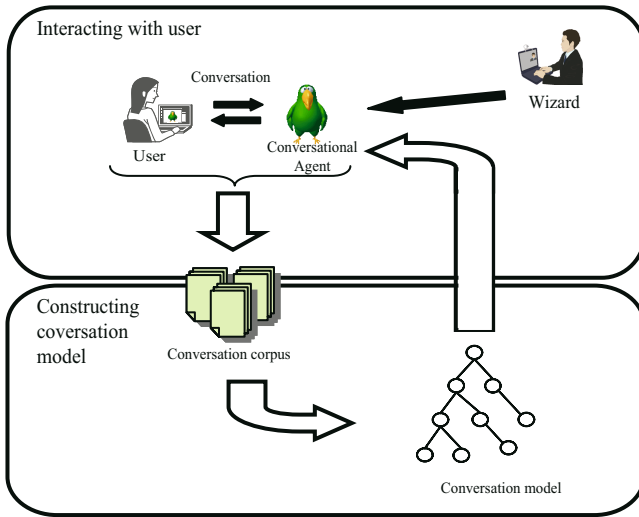 Interacting with user
Conversation
User
Conversational
Agent
Wizard
Constructing
coversation
model
Conversation corpus
Conversation model